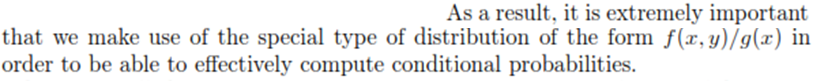 As a result, it is extremely important
that we make use of the special type of distribution of the form f(x, y)/g(x) in
order to be able to effectively compute conditional probabilities.